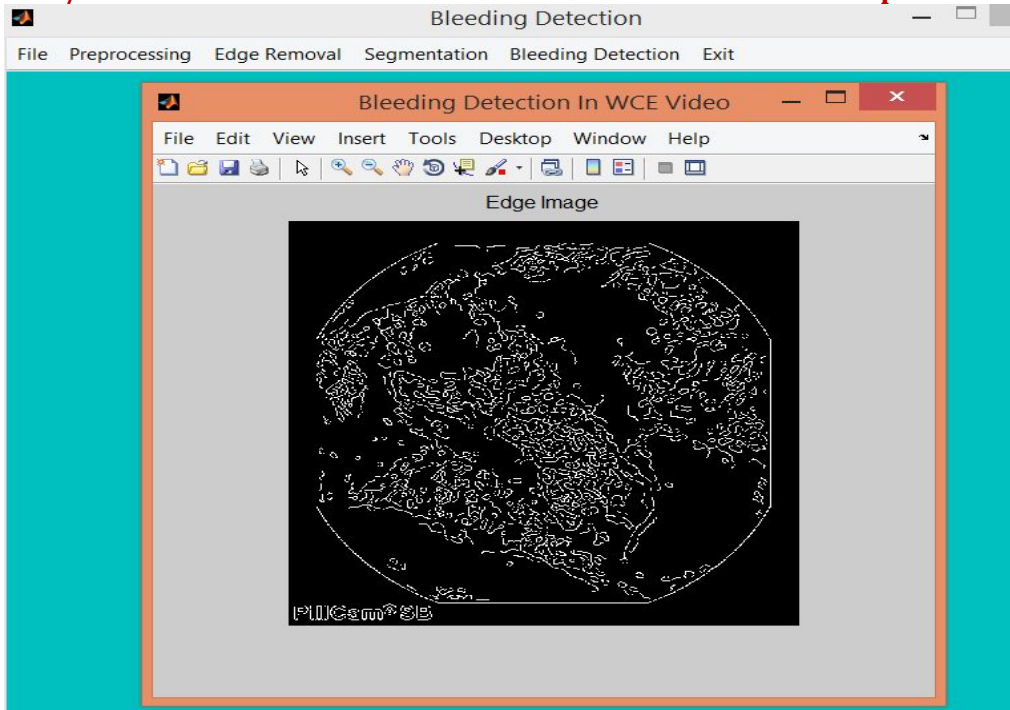 Bleeding Detection
File Preprocessing Edge Removal Segmentation Bleeding Detection Exit
Bleeding Detection In WCE Video
File Edit View Insert Tools Desktop Window Help
Edge Image
PillCam® SB